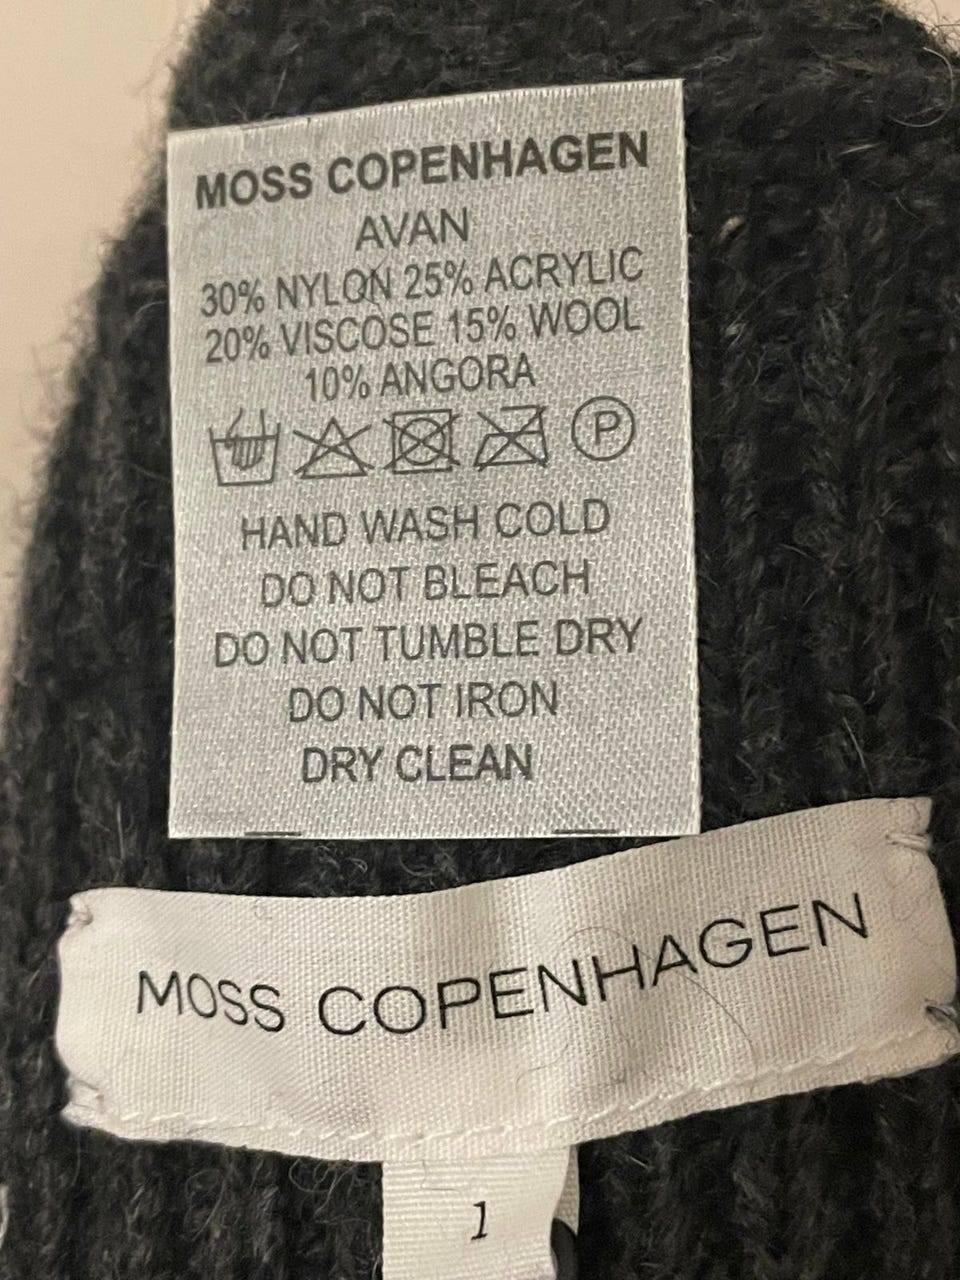 MOSS COPENHAGEN
AVAN
30% NYLON 25% ACRYLIC
20% VISCOSE 15% WOOL
10% ANGORA
P
HAND WASH COLD
DO NOT BLEACH
DO NOT TUMBLE DRY
DO NOT IRON
DRY CLEAN
MOSS COPENHAGEN
1